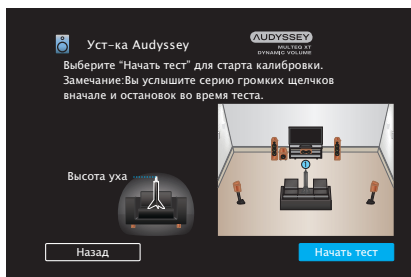 Уст-ка Audyssey
AUDYSSEY
MULTEQ XT
DYNAMIC VOLUME
Выберите “Начать тест” для старта калибровки.
Замечание:Вы услышите серию громких щелчков
вначале и остановок во время теста.
1
Высота уха
Назад
Начать тест